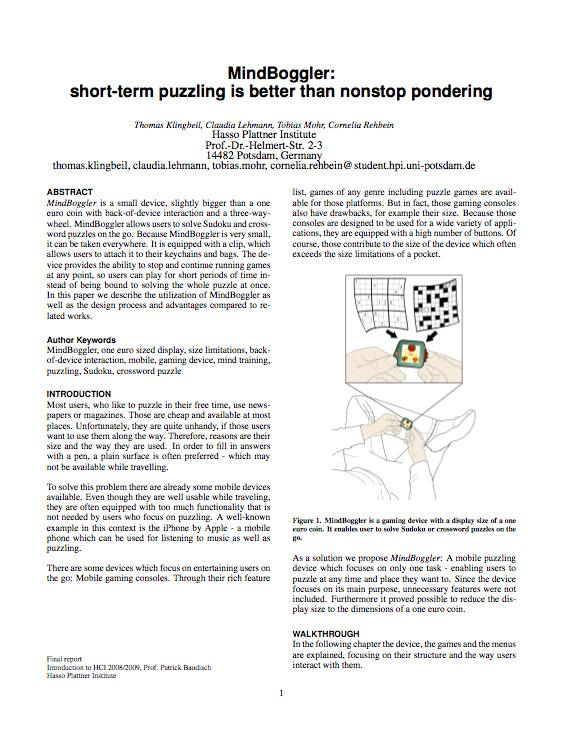 MindBoggler:
short-term puzzling is better than nonstop pondering
Thomas Klingbeil, Claudia Lehmann, Tobias Mohr, Cornelia Rehbein
Hasso Plattner Institute
Prof.-Dr.-Helmert-Str. 2-3
14482 Potsdam, Germany
thomas.klingbeil, claudia.lehmann, tobias.mohr, cornelia.rehbein@student.hpi.uni-potsdam.de
ABSTRACT
MindBoggler is a small device, slightly bigger than a one
euro coin with back-of-device interaction and a three-way-
wheel. MindBoggler allows users to solve Sudoku and cross-
word puzzles on the go. Because MindBoggler is very small,
it can be taken everywhere. It is equipped with a clip, which
allows users to attach it to their keychains and bags. The de-
vice provides the ability to stop and continue running games
at any point, so users can play for short periods of time in-
stead of being bound to solving the whole puzzle at once.
In this paper we describe the utilization of MindBoggler as
well as the design process and advantages compared to re-
lated works.
Author Keywords
MindBoggler, one euro sized display, size limitations, back-
of-device interaction, mobile, gaming device, mind training,
puzzling, Sudoku, crossword puzzle
INTRODUCTION
Most users, who like to puzzle in their free time, use news-
papers or magazines. Those are cheap and available at most
places. Unfortunately, they are quite unhandy, if those users
want to use them along the way. Therefore, reasons are their
size and the way they are used. In order to fill in answers
with a pen, a plain surface is often preferred - which may
not be available while travelling.
To solve this problem there are already some mobile devices
available. Even though they are well usable while traveling,
they are often equipped with too much functionality that is
not needed by users who focus on puzzling. A well-known
example in this context is the iPhone by Apple - a mobile
phone which can be used for listening to music as well as
puzzling.
There are some devices which focus on entertaining users on
the go: Mobile gaming consoles. Through their rich feature
Final report
Introduction to HCI 2008/2009, Prof. Patrick Baudisch
Hasso Plattner Institute
list, games of any genre including puzzle games are avail-
able for those platforms. But in fact, those gaming consoles
also have drawbacks, for example their size. Because those
consoles are designed to be used for a wide variety of appli-
cations, they are equipped with a high number of buttons. Of
course, those contribute to the size of the device which often
exceeds the size limitations of a pocket.
Figure 1. MindBoggler is a gaming device with a display size of a one
euro coin. It enables user to solve Sudoku or crossword puzzles on the
go.
As a solution we propose MindBoggler: A mobile puzzling
device which focuses on only one task - enabling users to
puzzle at any time and place they want to. Since the device
focuses on its main purpose, unnecessary features were not
included. Furthermore it proved possible to reduce the dis-
play size to the dimensions of a one euro coin.
WALKTHROUGH
In the following chapter the device, the games and the menus
are explained, focusing on their structure and the way users
interact with them.
1